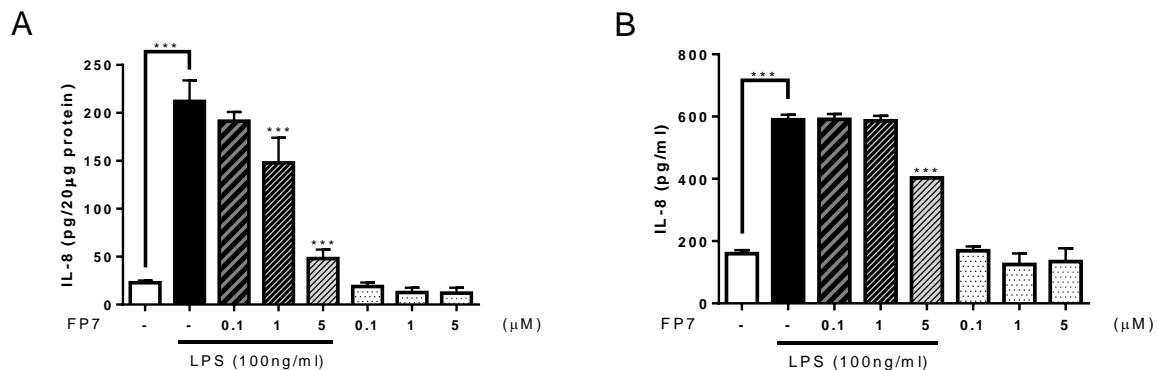 A
***
IL-8 (pg/20µg protein)
250
200
150
100
50
0
***
***
FP7 - - 0.1 1 5 0.1 1 5 (µM)
LPS (100ng/ml)
B
***
IL-8 (pg/ml)
800
600
400
200
0
***
FP7 - - 0.1 1 5 0.1 1 5 (µM)
LPS (100ng/ml)